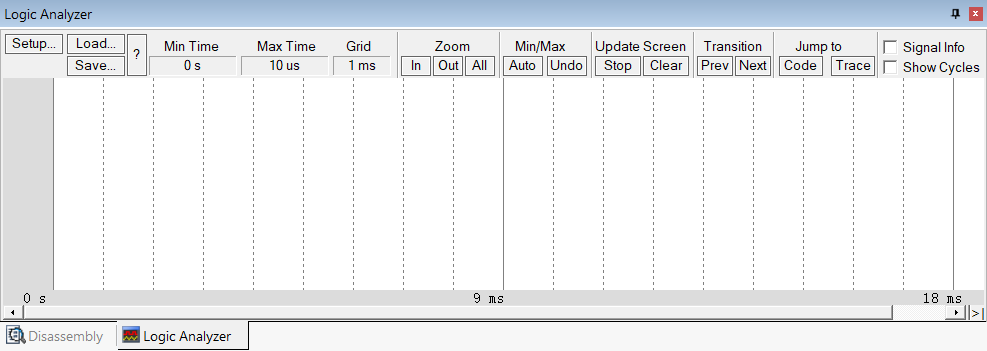 Logic Analyzer
Setup... Load... ? Min Time Max Time Grid Zoom Min/Max Update Screen Transition Jump to Signal Info
Save... 0 s 10 us 1 ms In Out All Auto Undo Stop Clear Prev Next Code Trace Show Cycles
0 s 9 ms 18 ms
>|
Disassembly Logic Analyzer